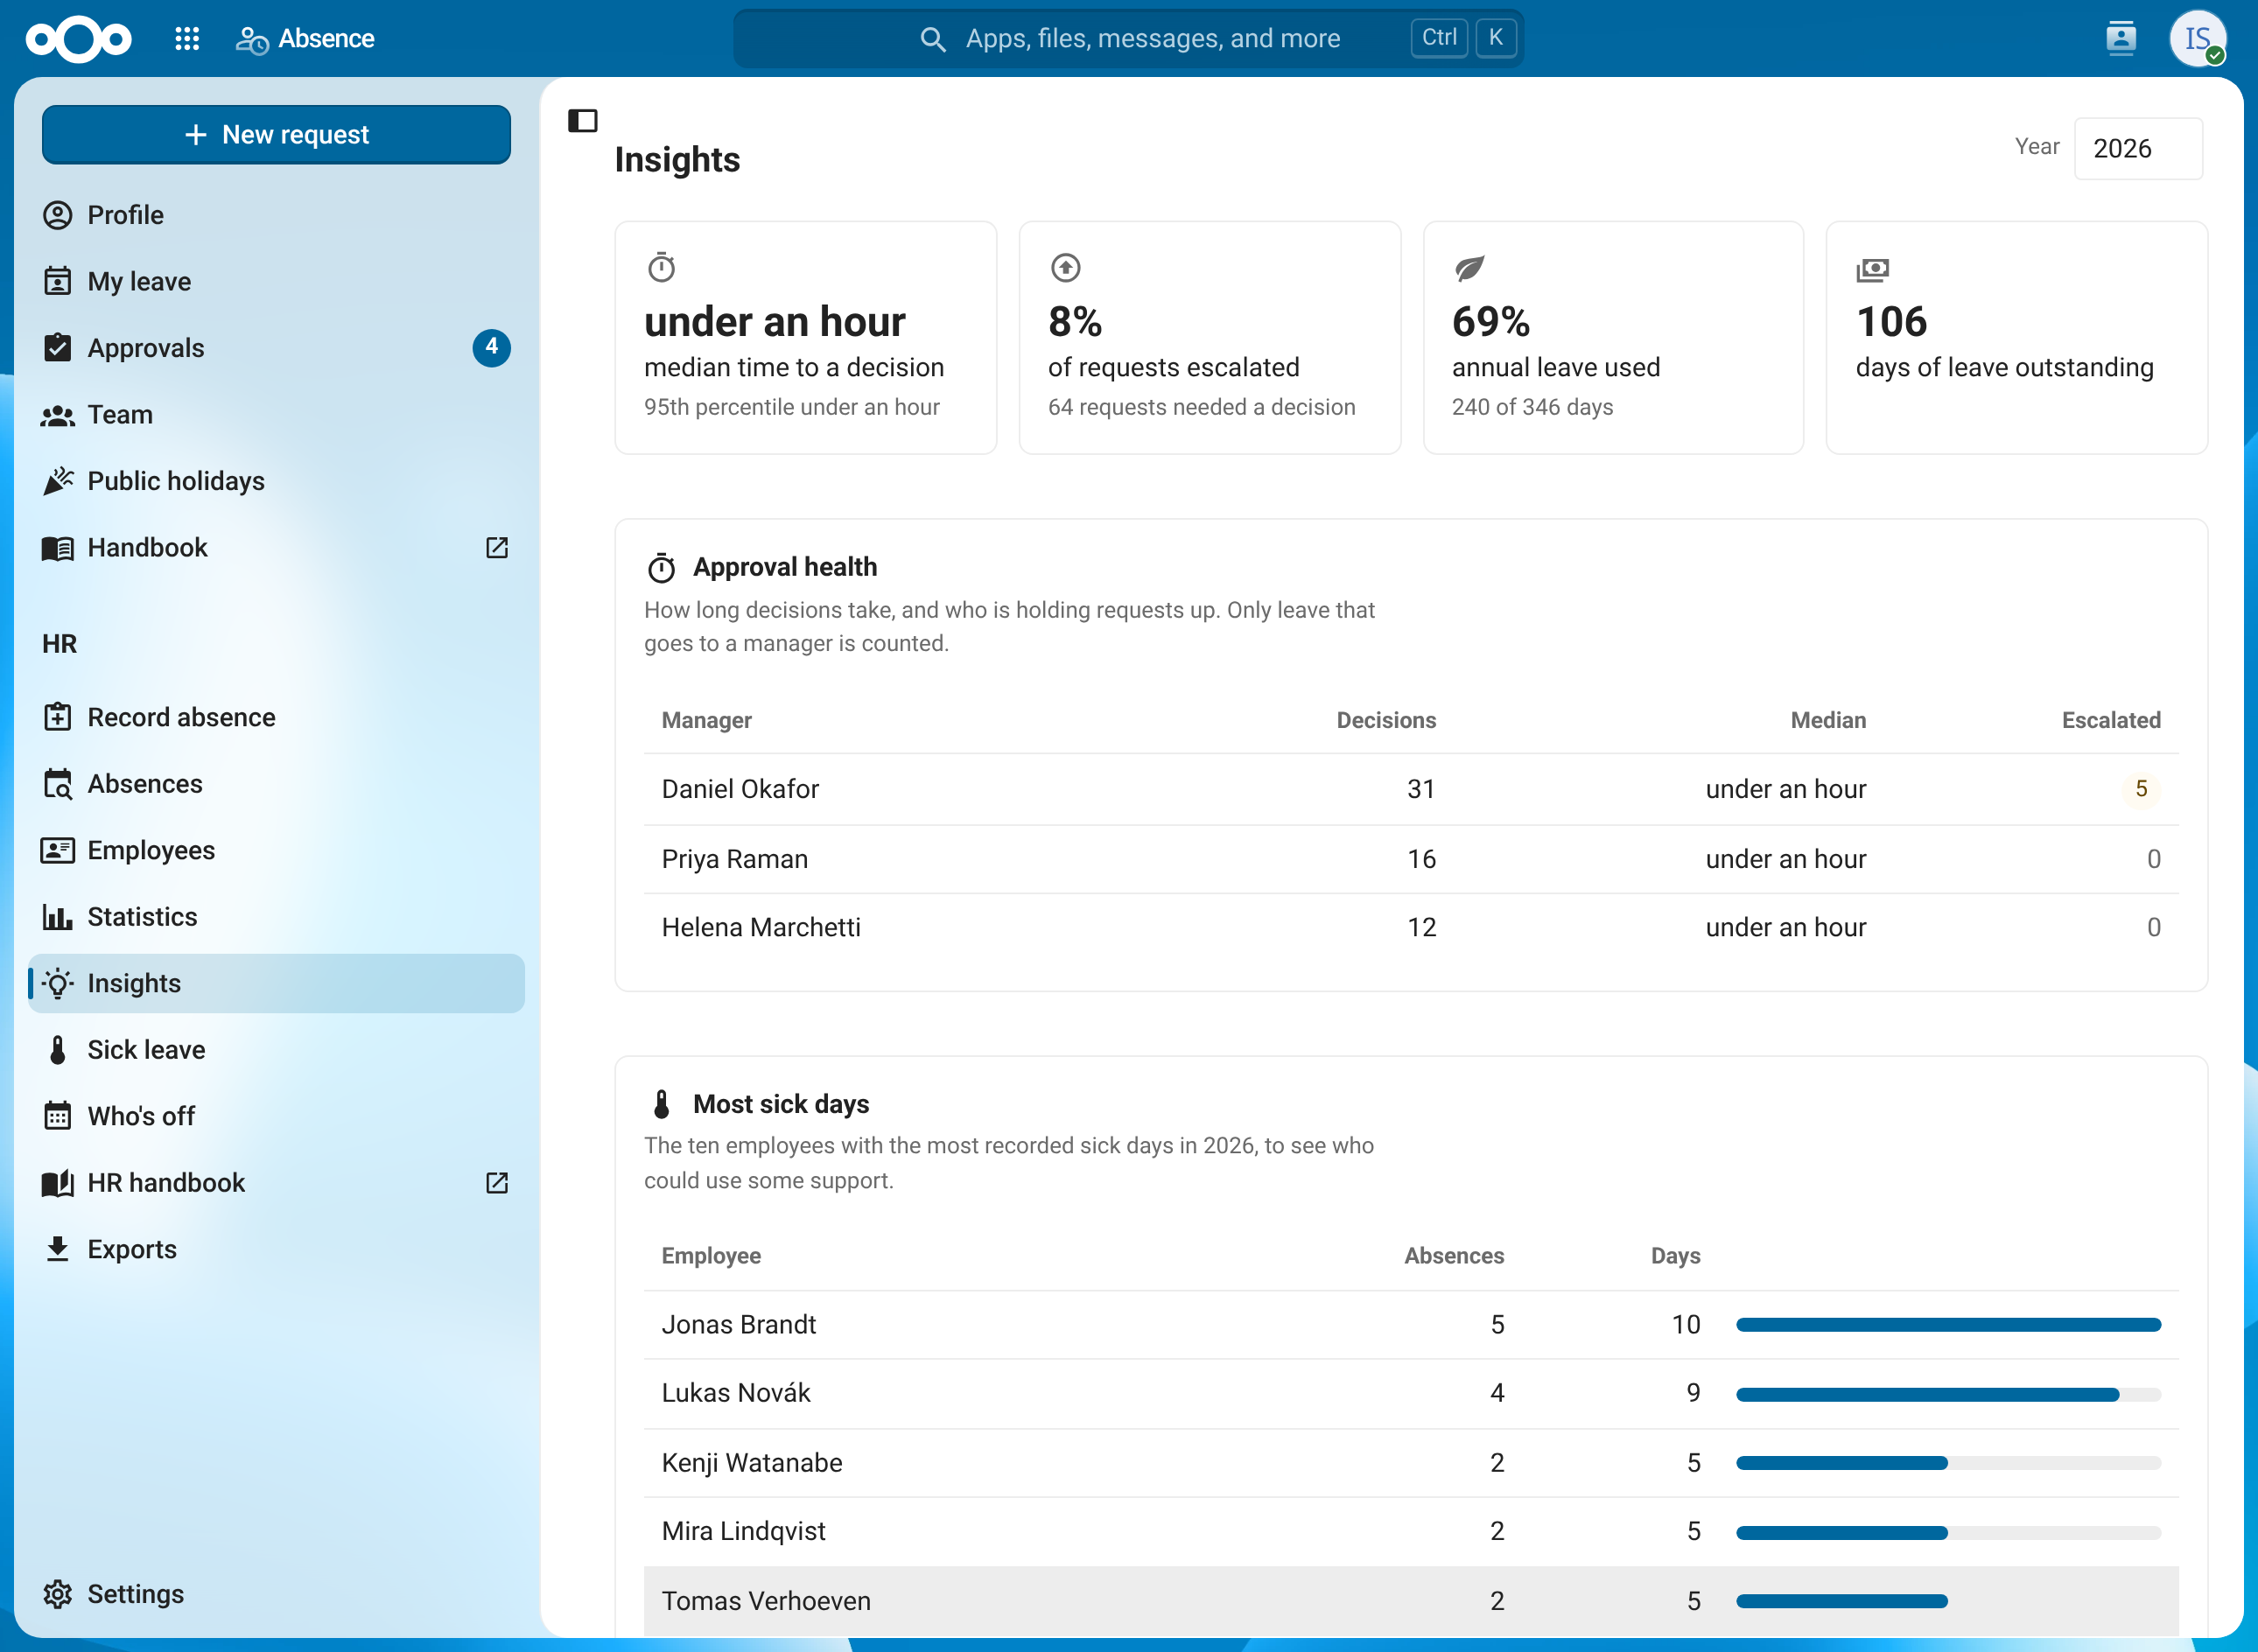 Absence
Apps, files, messages, and more
Ctrl
K
IS
New request
Profile
My leave
Approvals
4
Team
Public holidays
Handbook
HR
Record absence
Absences
Employees
Statistics
Insights
Sick leave
Who's off
HR handbook
Exports
Settings
Insights
Year
2026
under an hour
median time to a decision
95th percentile under an hour
8%
of requests escalated
64 requests needed a decision
69%
annual leave used
240 of 346 days
106
days of leave outstanding
Approval health
How long decisions take, and who is holding requests up. Only leave that
goes to a manager is counted.
Manager Decisions Median Escalated
Daniel Okafor 31 under an hour 5
Priya Raman 16 under an hour 0
Helena Marchetti 12 under an hour 0
Most sick days
The ten employees with the most recorded sick days in 2026, to see who
could use some support.
Employee Absences Days
Jonas Brandt 5 10
Lukas Novák 4 9
Kenji Watanabe 2 5
Mira Lindqvist 2 5
Tomas Verhoeven 2 5